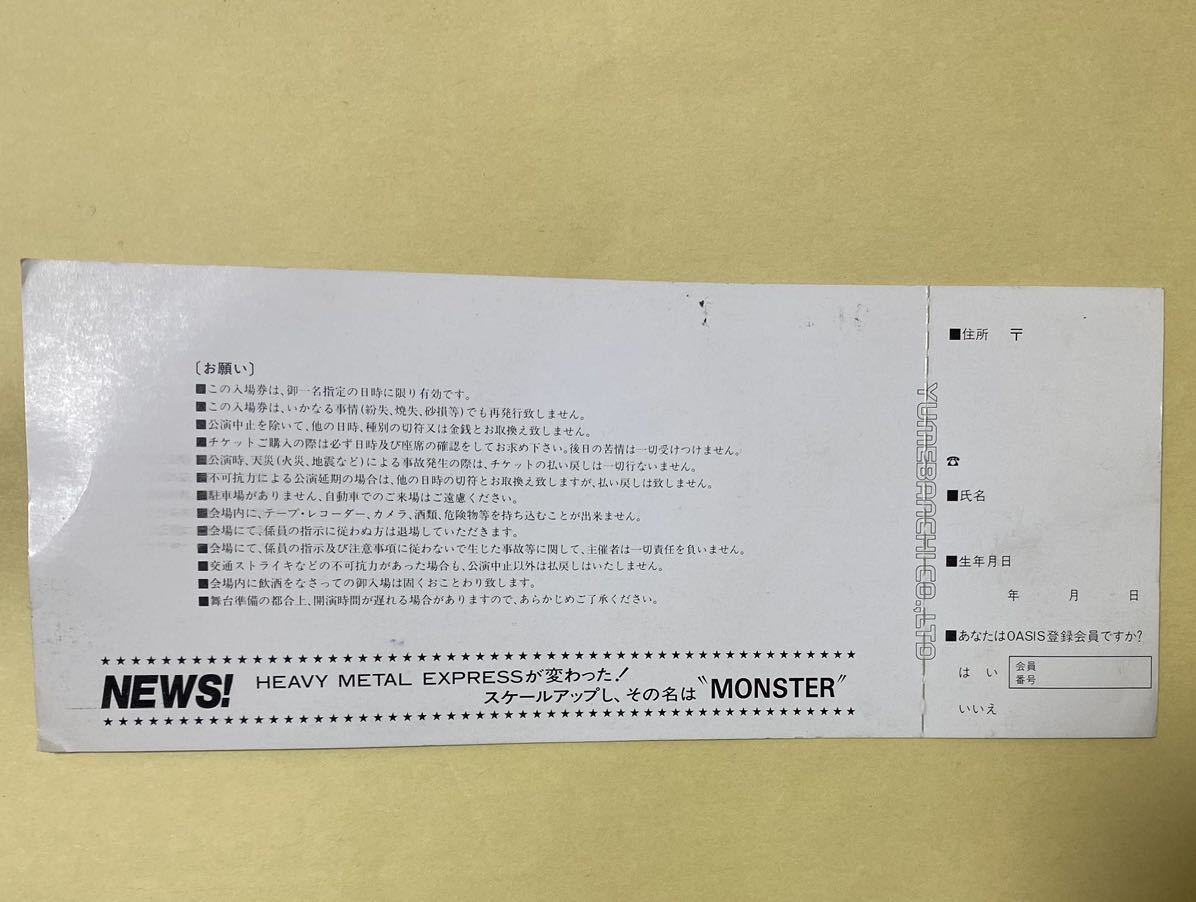 〔お願い〕
■この入場券は、御一名指定の日時に限り有効です。
■この入場券は、いかなる事情(紛失、焼失、砂損等)でも再発行致しません。
■公演中止を除いて、他の日時、種別の切符又は金銭とお取換え致しません。
■チケットご購入の際は必ず日時及び座席の確認をしてお求め下さい。後日の苦情は一切受けつけません。
■公演時、天災(火災、地震など)による事故発生の際は、チケットの払い戻しは一切行ないません。
■不可抗力による公演延期の場合は、他の日時の切符とお取換え致しますが、払い戻しは致しません。
■駐車場がありません、自動車でのご来場はご遠慮ください。
■会場内に、テープ・レコーダー、カメラ、酒類、危険物等を持ち込むことが出来ません。
■会場にて、係員の指示に従わぬ方は退場していただきます。
■会場にて、係員の指示及び注意事項に従わないで生じた事故等に関して、主催者は一切責任を負いません。
■交通ストライキなどの不可抗力があった場合も、公演中止以外は払戻しはいたしません。
■会場内に飲酒をなさっての御入場は固くおことわり致します。
■舞台準備の都合上、開演時間が遅れる場合がありますので、あらかじめご了承ください。
NEWS! HEAVY METAL EXPRESSが変わった!
スケールアップし、その名は"MONSTER"
YUMEBANCHI CO.,LTD
■住所 〒
☎
■氏名
■生年月日
年 月 日
■あなたはOASIS登録会員ですか?
はい 会員
番号
いいえ